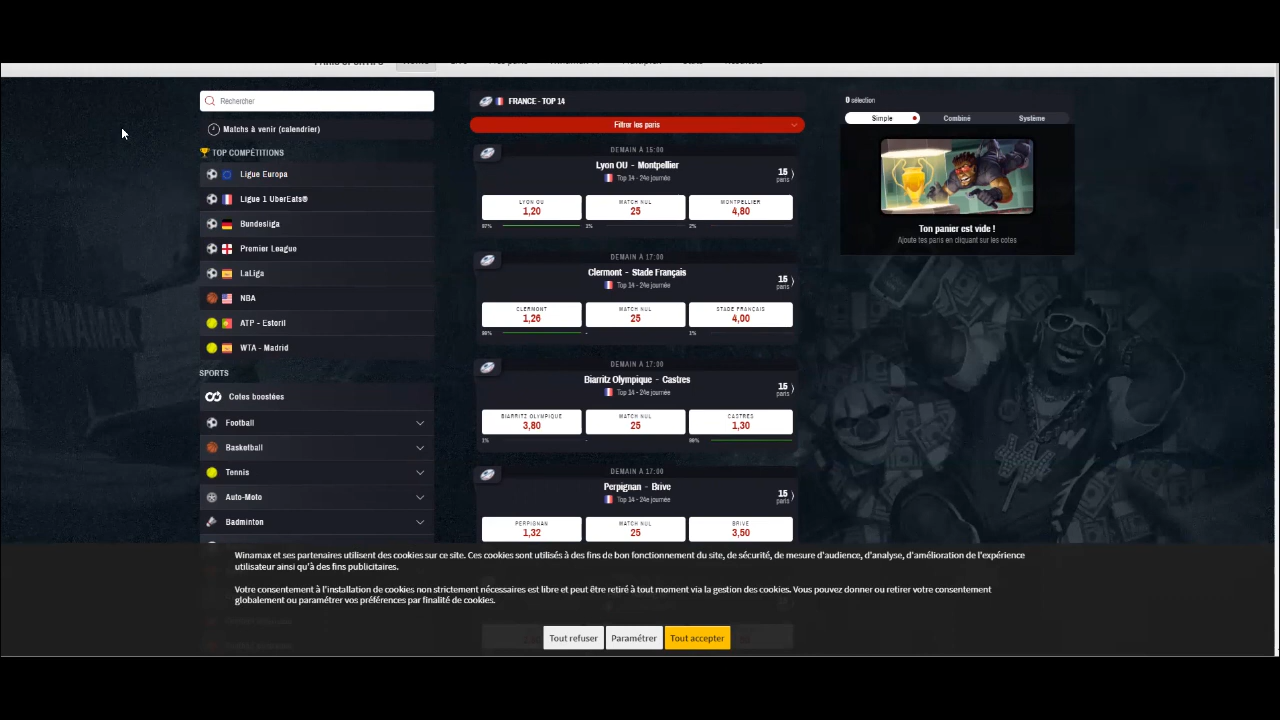 Rechercher
Matchs à venir (calendrier)
TOP COMPÉTITIONS
Ligue Europa
Ligue 1 UberEats®
Bundesliga
Premier League
LaLiga
NBA
ATP - Estoril
WTA - Madrid
SPORTS
Cotes boostées
Football
Basketball
Tennis
Auto-Moto
Badminton
FRANCE - TOP 14
Filtrer les paris
DEMAIN À 15:00
Lyon OU - Montpellier
Top 14 - 24e journée
15
paris
LYON OU
MATCH NUL
MONTPELLIER
1,20
25
4,80
DEMAIN À 17:00
Clermont - Stade Français
Top 14 - 24e journée
15
paris
CLERMONT
MATCH NUL
STADE FRANÇAIS
1,26
25
4,00
1%
DEMAIN À 17:00
Biarritz Olympique - Castres
Top 14 - 24e journée
15
paris
BIARRITZ OLYMPIQUE
MATCH NUL
CASTRES
3,80
25
1,30
1%
DEMAIN À 17:00
Perpignan - Brive
Top 14 - 24e journée
15
paris
PERPIGNAN
MATCH NUL
BRIVE
1,32
25
3,50
0 sélection
Simple
Combiné
Système
Ton panier est vide !
Ajoute tes paris en cliquant sur les cotes
Winamax et ses partenaires utilisent des cookies sur ce site. Ces cookies sont utilisés à des fins de bon fonctionnement du site, de sécurité, de mesure d'audience, d'analyse, d'amélioration de l'expérience
utilisateur ainsi qu'à des fins publicitaires.
Votre consentement à l'installation de cookies non strictement nécessaires est libre et peut être retiré à tout moment via la gestion des cookies. Vous pouvez donner ou retirer votre consentement
globalement ou paramétrer vos préférences par finalité de cookies.
Tout refuser
Paramétrer
Tout accepter